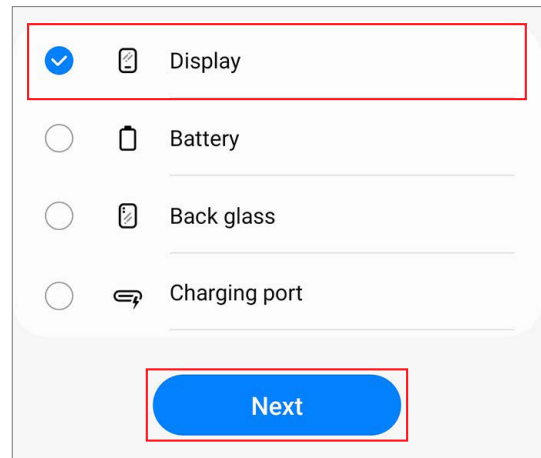 Display
Battery
Back glass
Charging port
Next